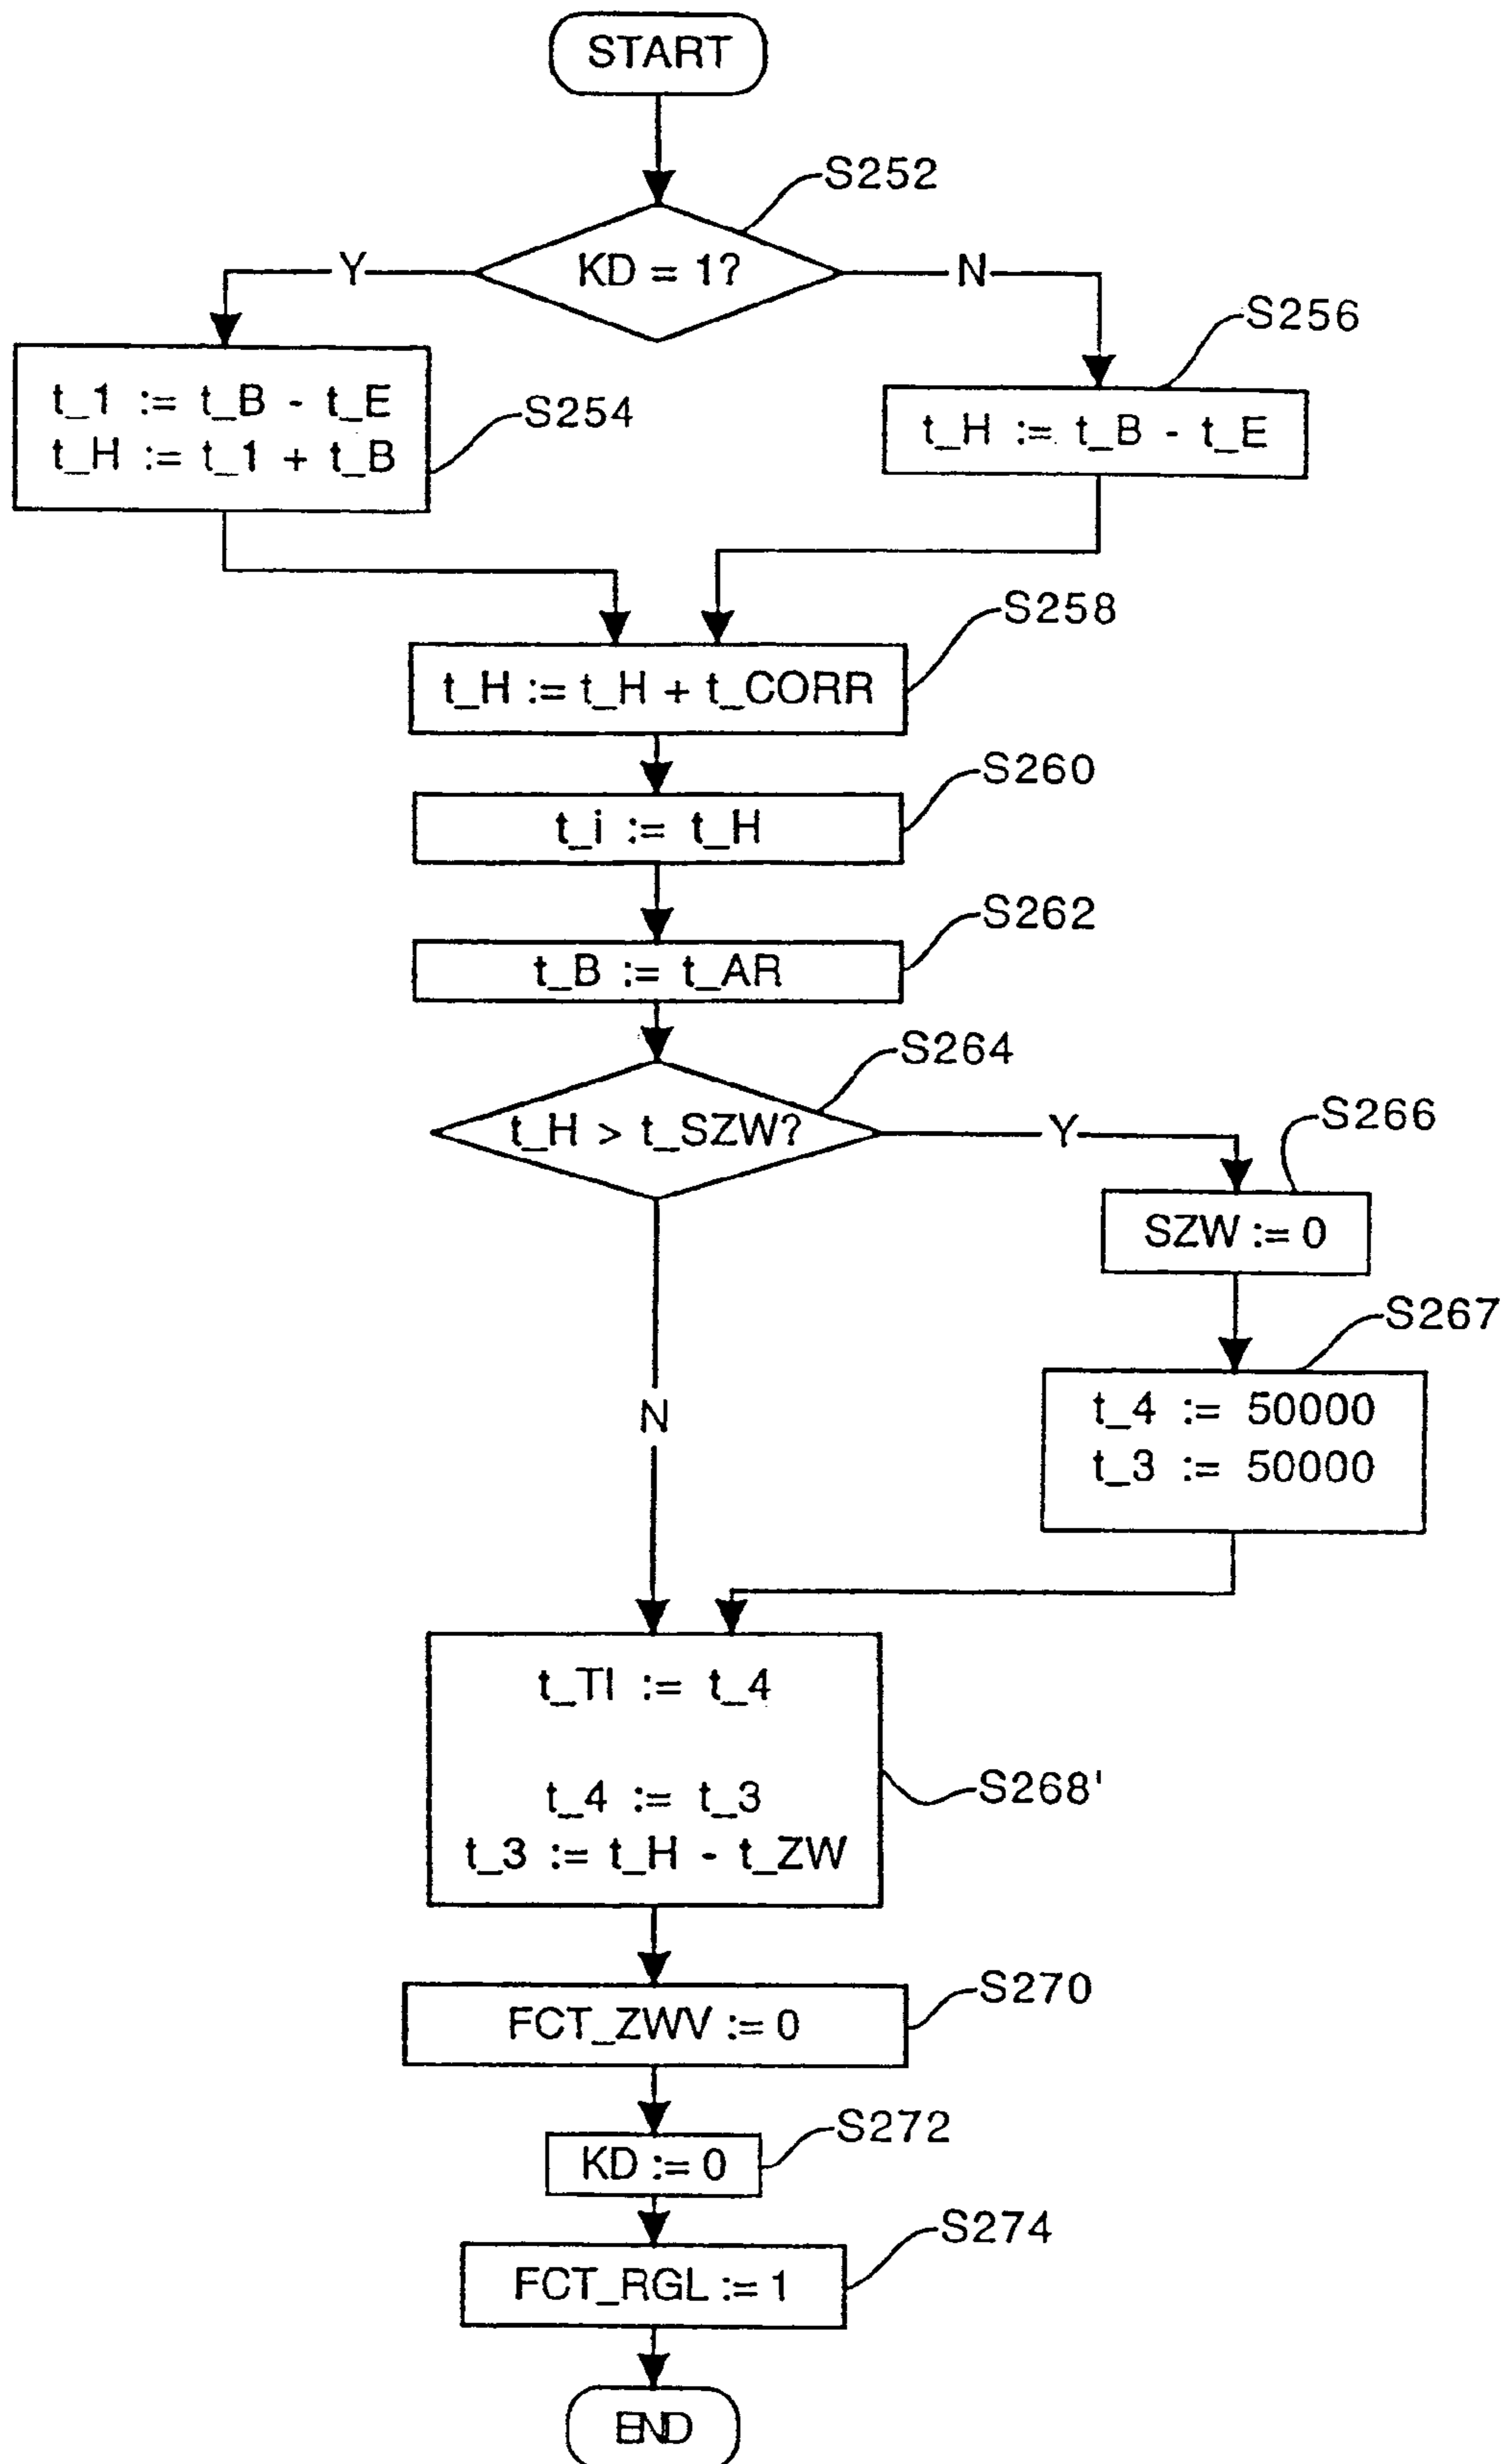 START
S252
KD = 1?
Y
N
S256
t_1 := t_B - t_E
t_H := t_1 + t_B
S254
t_H := t_B - t_E
S258
t_H := t_H + t_CORR
S260
t_i := t_H
S262
t_B := t_AR
S264
t_H > t_SZW?
Y
S266
SZW := 0
S267
t_4 := 50000
t_3 := 50000
N
t_TI := t_4
S268'
t_4 := t_3
t_3 := t_H - t_ZW
S270
FCT_ZWV := 0
S272
KD := 0
S274
FCT_RGL := 1
END